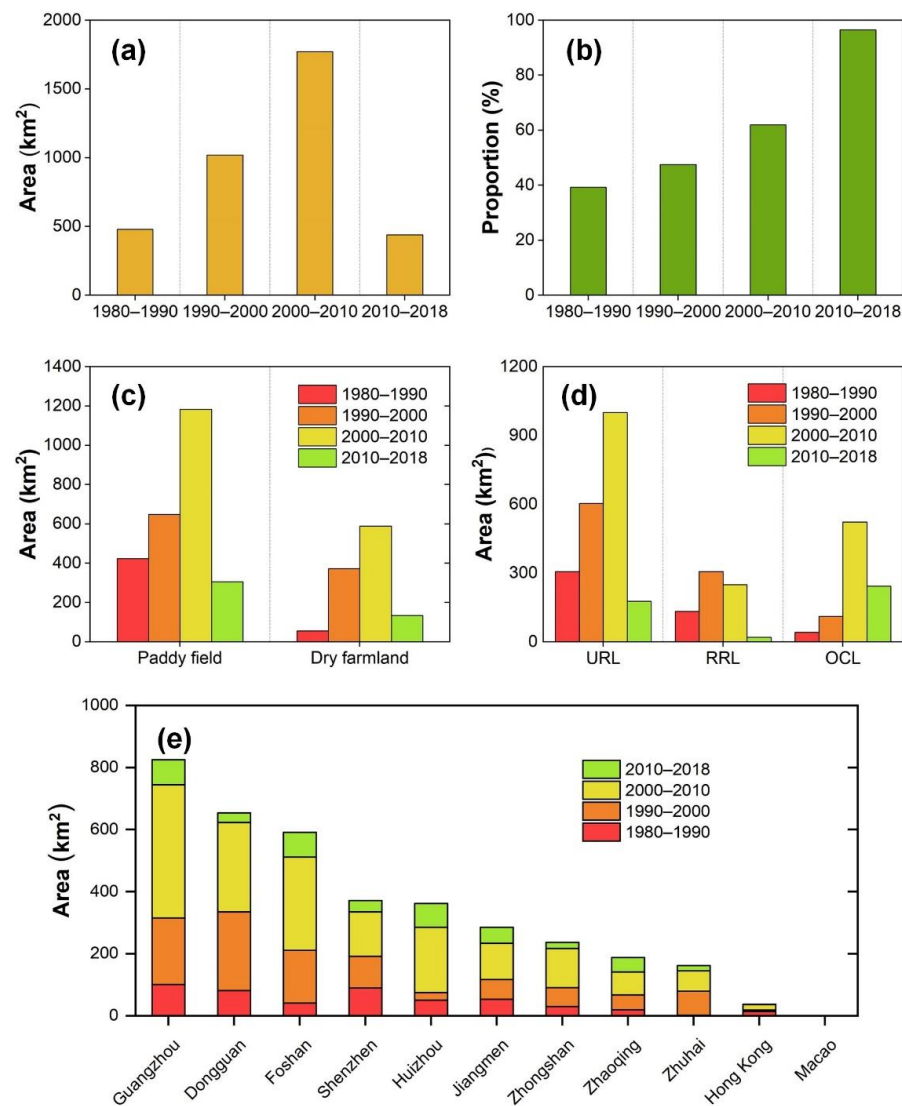 (a)
Area (km²)
2000
1500
1000
500
0
1980–1990
1990–2000
2000–2010
2010–2018
(b)
Proportion (%)
100
80
60
40
20
0
1980–1990
1990–2000
2000–2010
2010–2018
(c)
Area (km²)
1400
1200
1000
800
600
400
200
0
1980–1990
1990–2000
2000–2010
2010–2018
Paddy field
Dry farmland
(d)
Area (km²))
1200
900
600
300
0
1980–1990
1990–2000
2000–2010
2010–2018
URL
RRL
OCL
(e)
Area (km²)
1000
800
600
400
200
0
2010–2018
2000–2010
1990–2000
1980–1990
Guangzhou
Dongguan
Foshan
Shenzhen
Huizhou
Jiangmen
Zhongshan
Zhaoqing
Zhuhai
Hong Kong
Macao